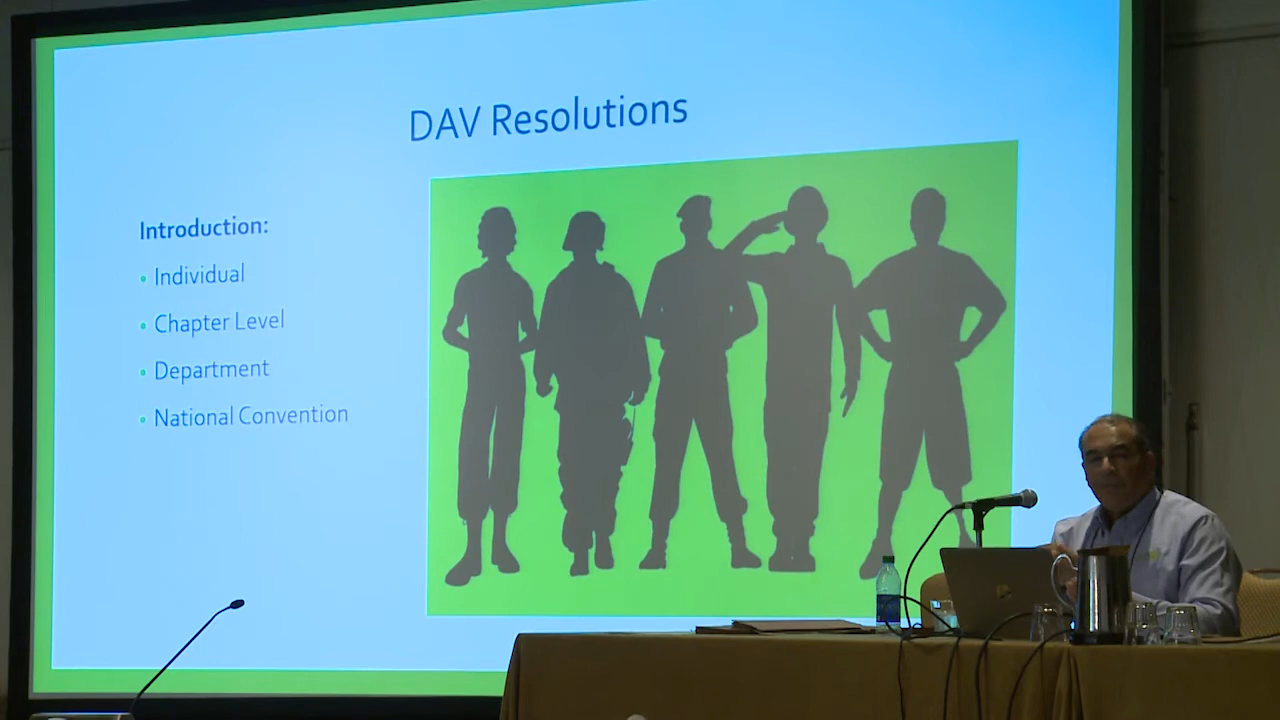 DAV Resolutions
Introduction:
• Individual
• Chapter Level
• Department
• National Convention